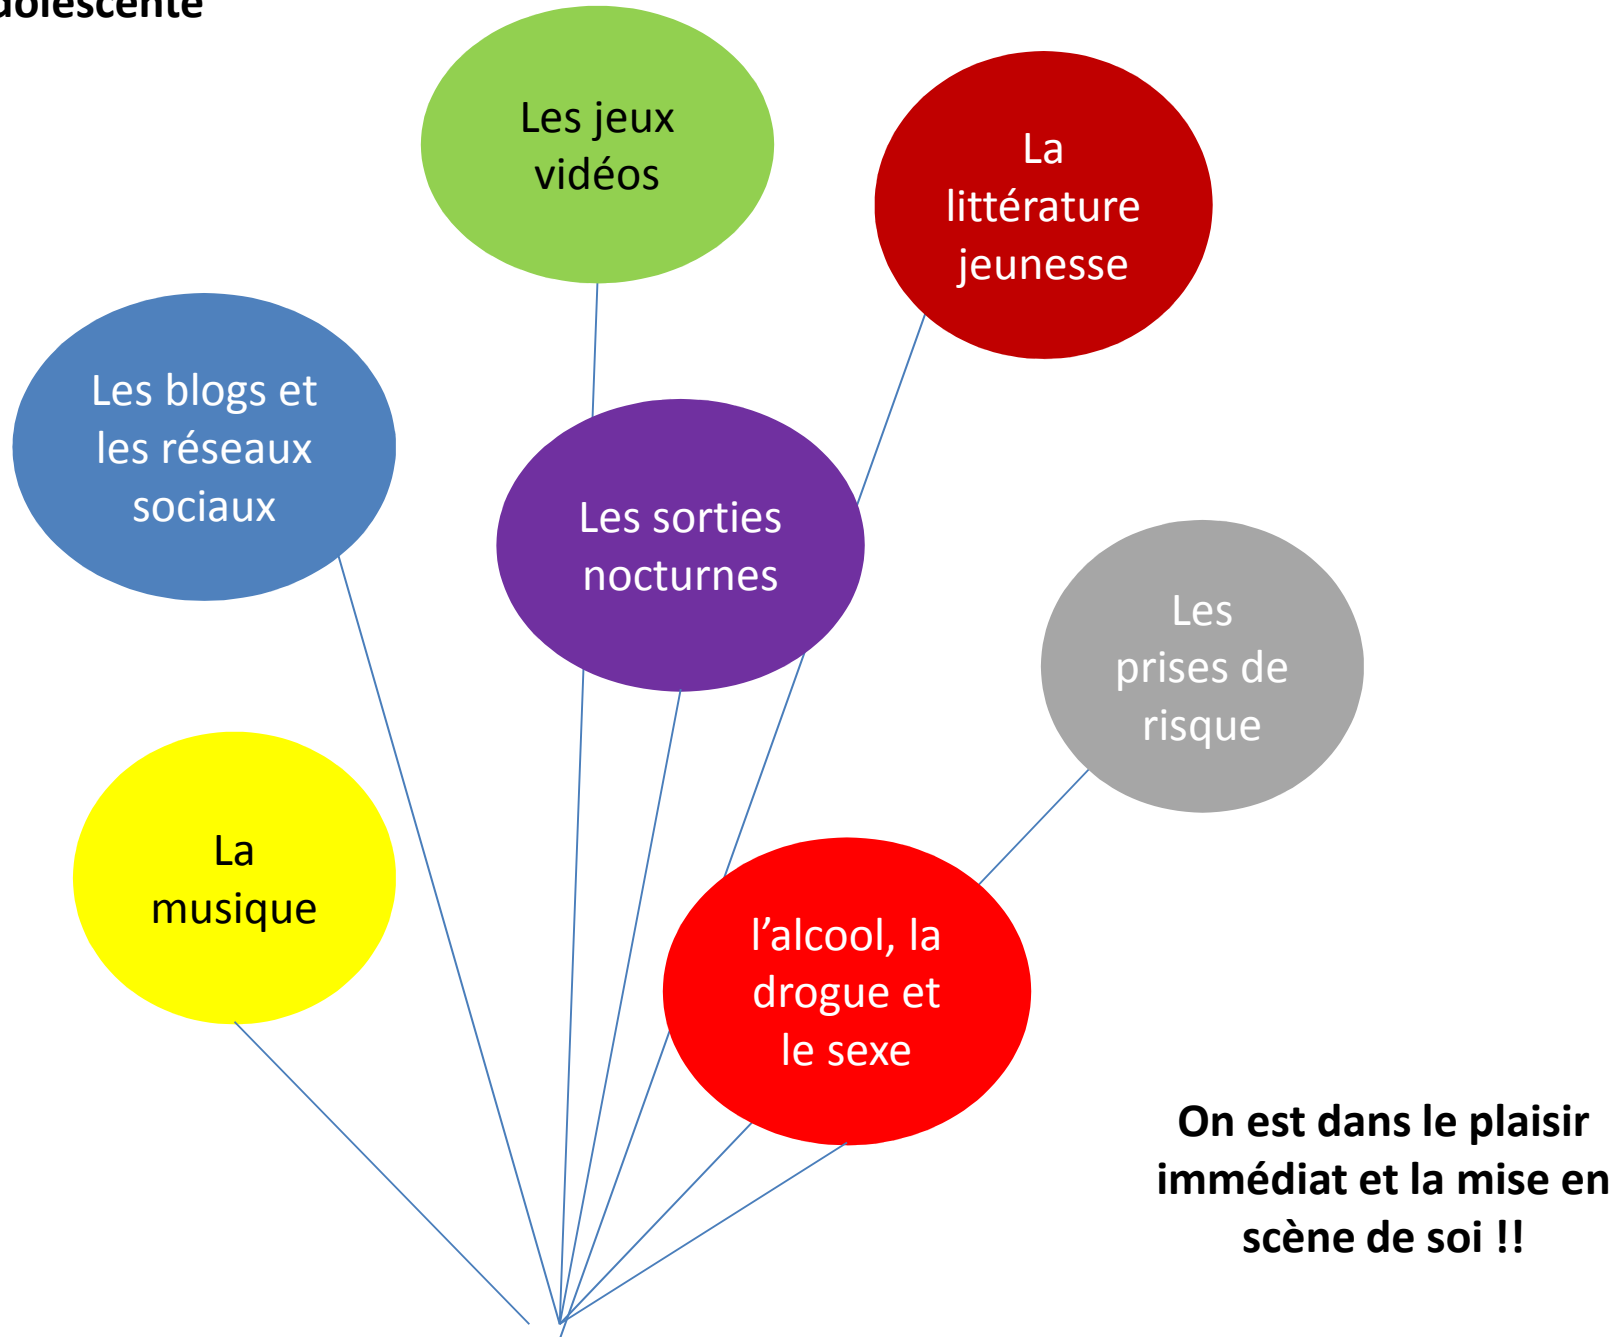 dolescente
Les jeux
vidéos
La
littérature
jeunesse
Les blogs et
les réseaux
sociaux
Les sorties
nocturnes
Les
prises de
risque
La
musique
l’alcool, la
drogue et
le sexe
On est dans le plaisir
immédiat et la mise en
scène de soi !!